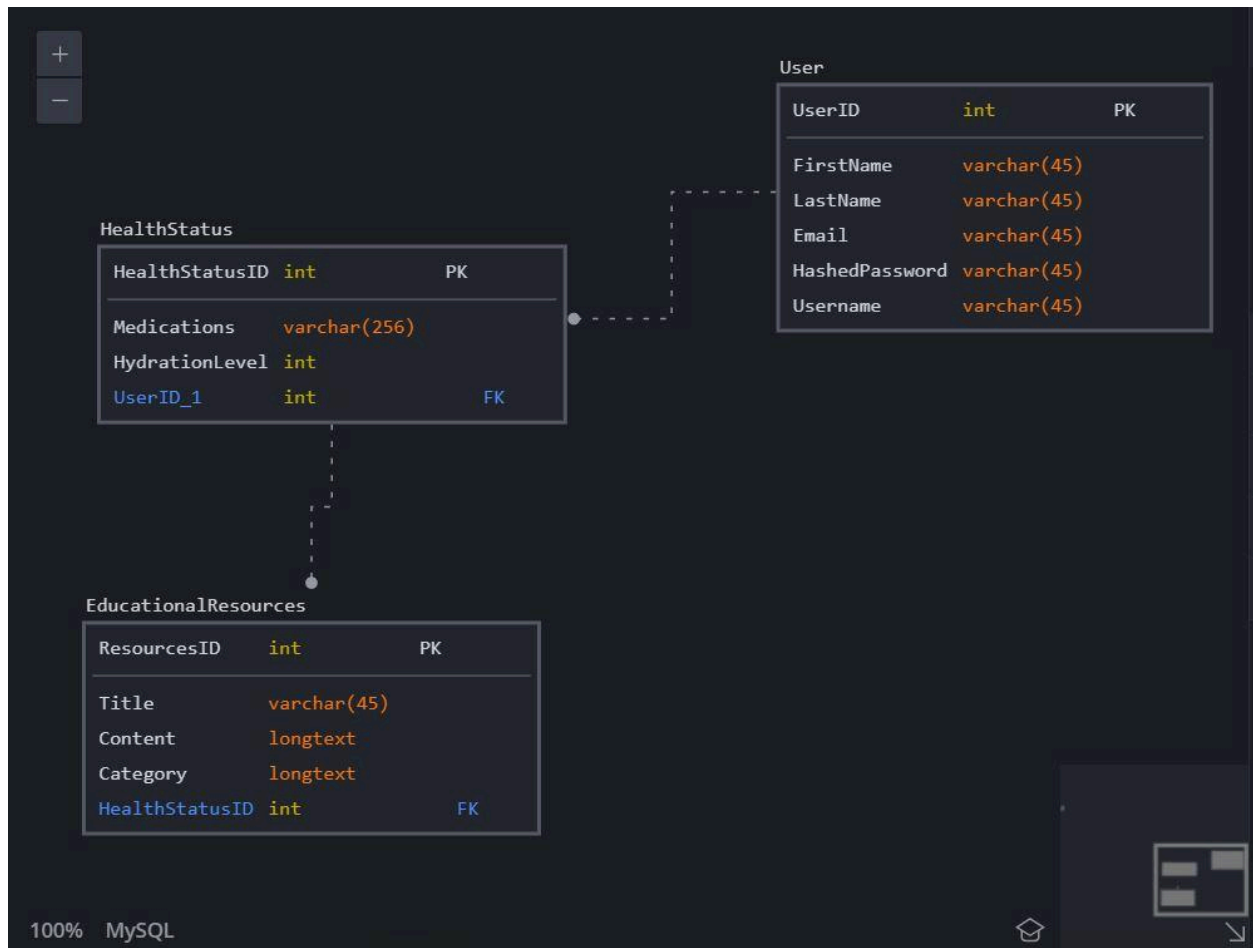 +
−
User
UserID int PK
FirstName varchar(45)
LastName varchar(45)
Email varchar(45)
HashedPassword varchar(45)
Username varchar(45)
HealthStatus
HealthStatusID int PK
Medications varchar(256)
HydrationLevel int
UserID_1 int FK
EducationalResources
ResourcesID int PK
Title varchar(45)
Content longtext
Category longtext
HealthStatusID int FK
100% MySQL